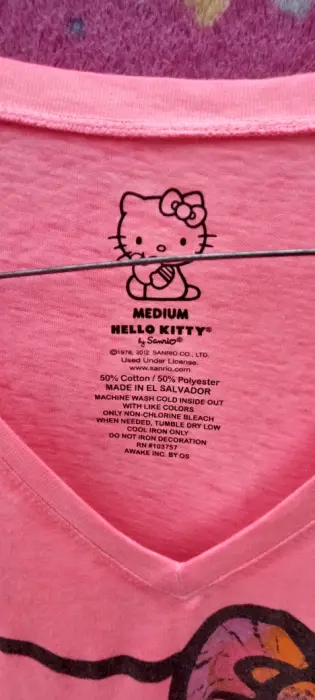 MEDIUM
HELLO KITTY®
by Sanrio®
©1976, 2012 SANRIO CO., LTD.
Used Under License.
www.sanrio.com
50% Cotton / 50% Polyester
MADE IN EL SALVADOR
MACHINE WASH COLD INSIDE OUT
WITH LIKE COLORS
ONLY NON-CHLORINE BLEACH
WHEN NEEDED, TUMBLE DRY LOW
COOL IRON ONLY
DO NOT IRON DECORATION
RN #103757
AWAKE INC. BY OS